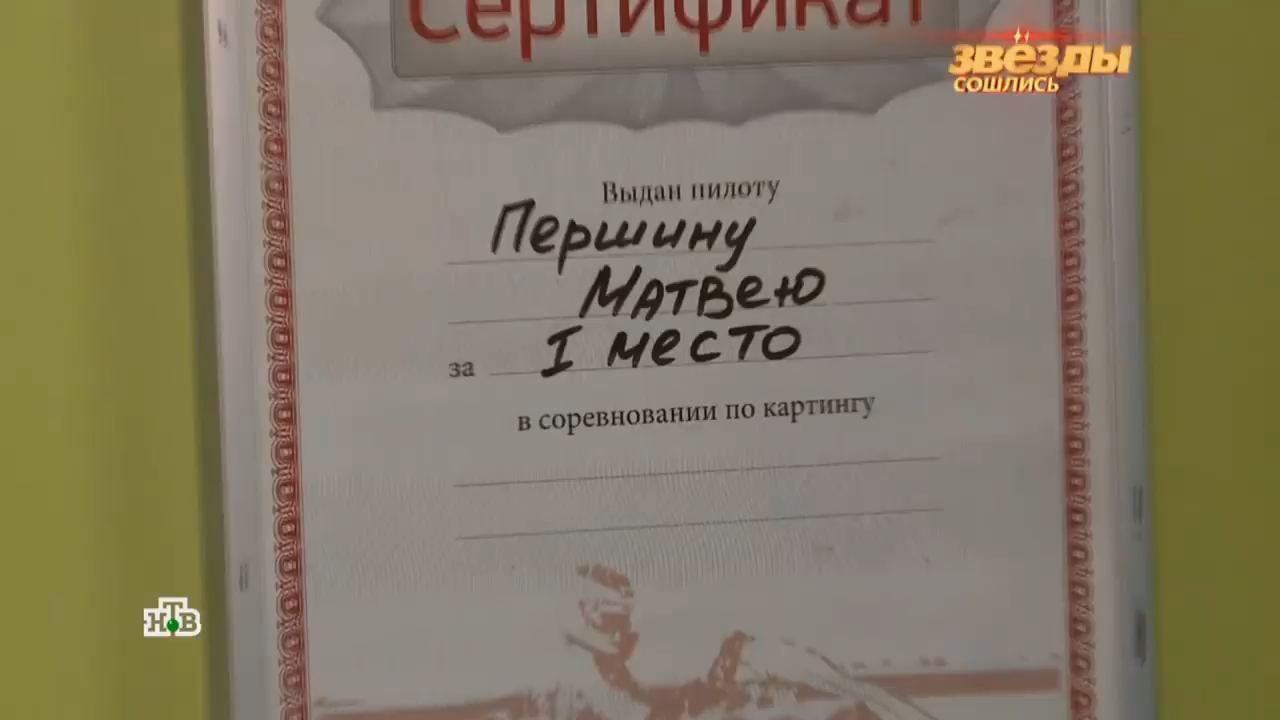 Сертификат
ЗВЁЗДЫ
СОШЛИСЬ
Выдан пилоту
Першину
Матвею
за I место
в соревновании по картингу
НТВ